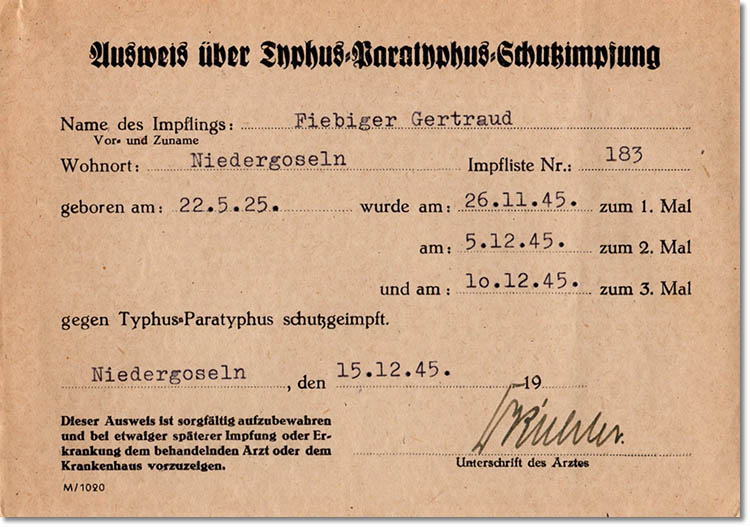 Ausweis über Typhus-Paratyphus-Schutzimpfung
Name des Impflings: Fiebiger Gertraud
Vor- und Zuname
Wohnort: Niedergoseln Impfliste Nr.: 183
geboren am: 22.5.25. wurde am: 26.11.45. zum 1. Mal
am: 5.12.45. zum 2. Mal
und am: 1o.12.45. zum 3. Mal
gegen Typhus-Paratyphus schutzgeimpft.
Niedergoseln, den 15.12.45. 19
Dieser Ausweis ist sorgfältig aufzubewahren
und bei etwaiger späterer Impfung oder Er-
krankung dem behandelnden Arzt oder dem
Krankenhaus vorzuzeigen.
Unterschrift des Arztes
M/1020